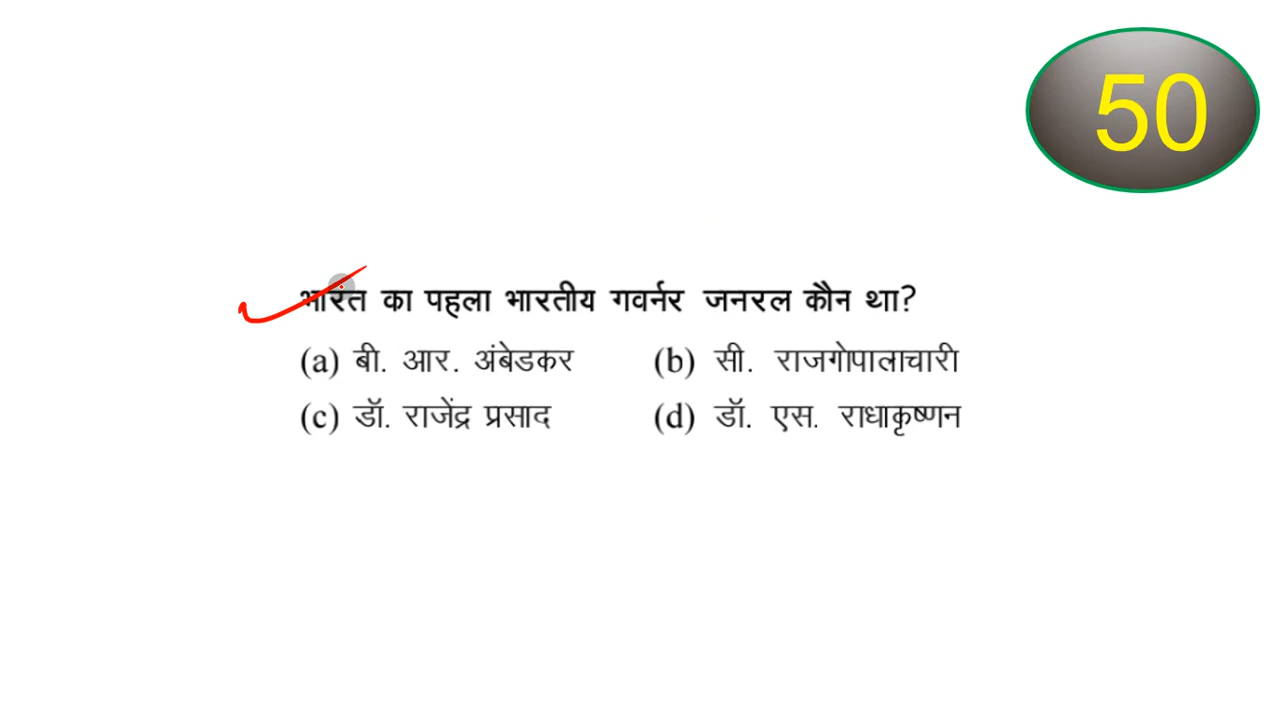 50
भारत का पहला भारतीय गवर्नर जनरल कौन था?
(a) बी. आर. अंबेडकर (b) सी. राजगोपालाचारी
(c) डॉ. राजेंद्र प्रसाद (d) डॉ. एस. राधाकृष्णन